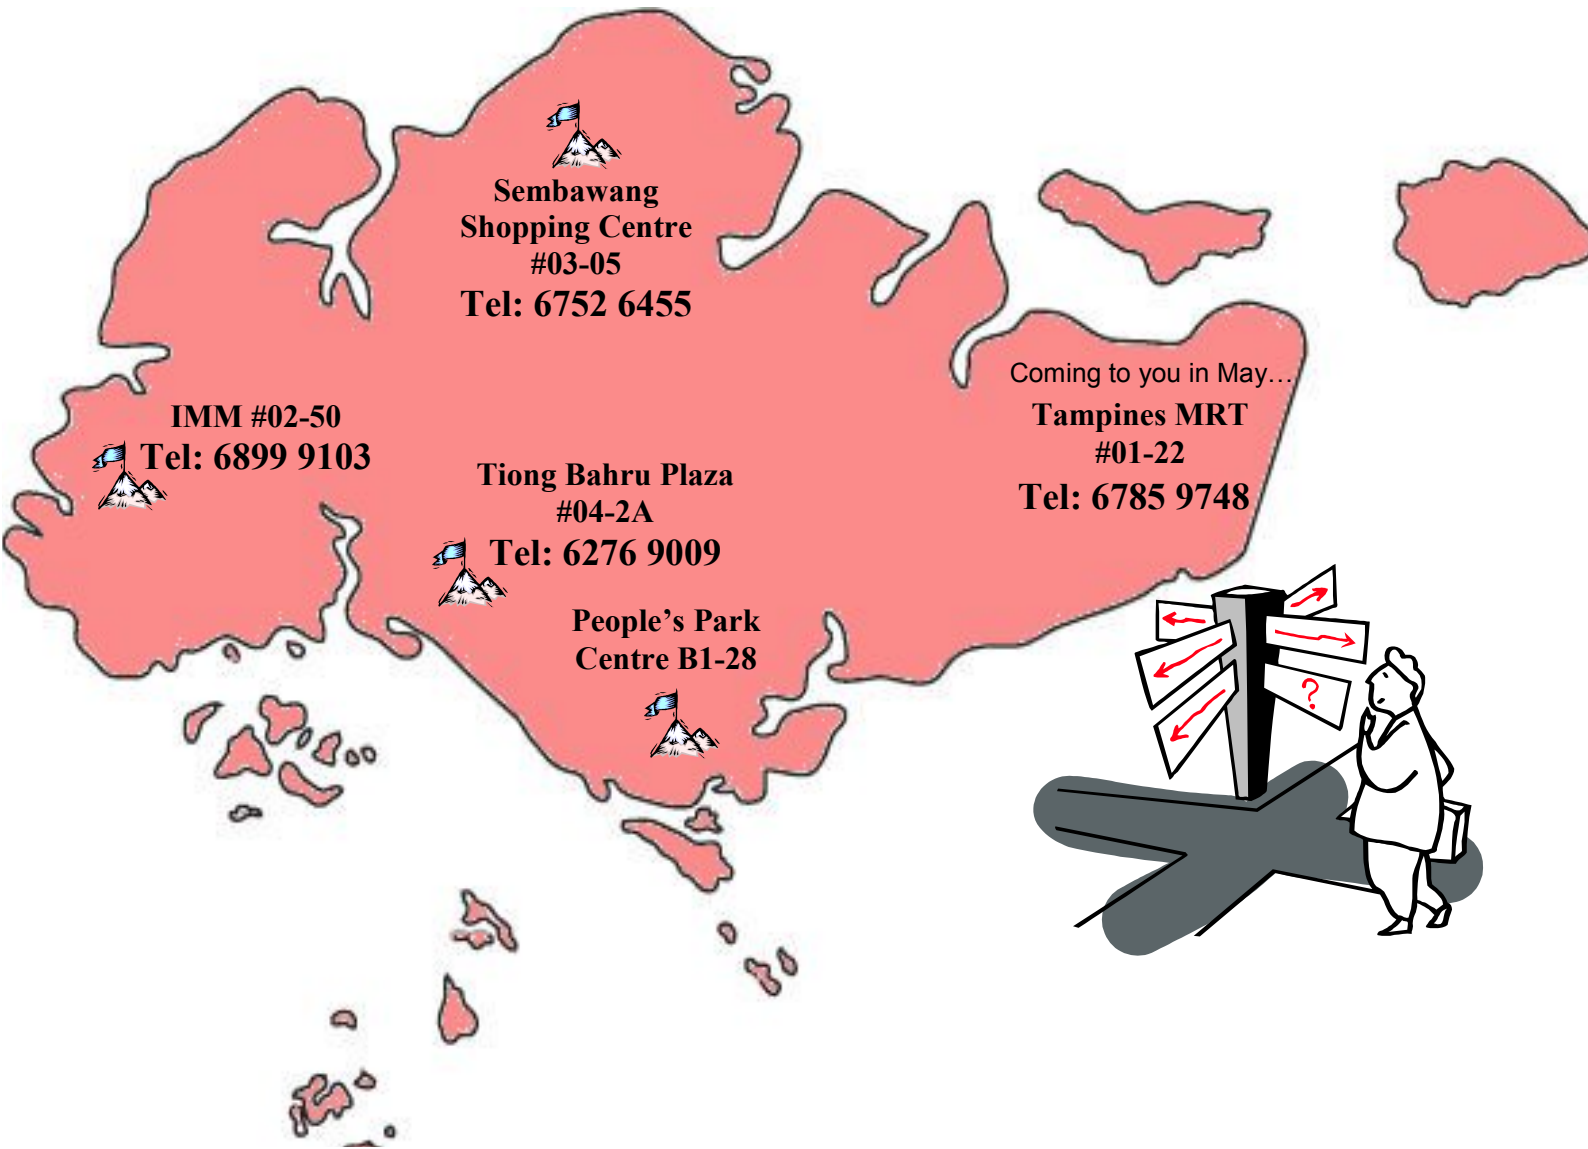 Sembawang
Shopping Centre
#03-05
Tel: 6752 6455
Coming to you in May…
Tampines MRT
#01-22
Tel: 6785 9748
IMM #02-50
Tel: 6899 9103
Tiong Bahru Plaza
#04-2A
Tel: 6276 9009
People’s Park
Centre B1-28
?